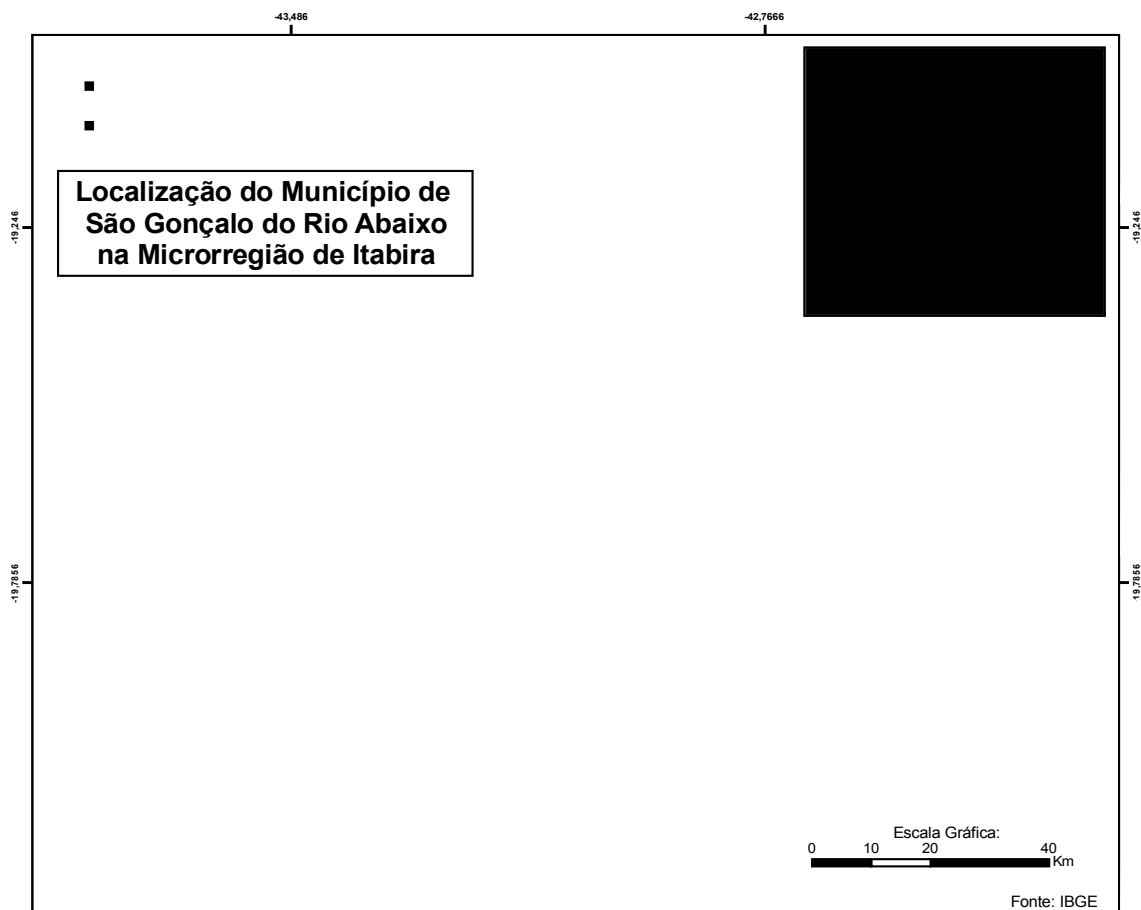 -43,486
-42,7666
Localização do Município de
São Gonçalo do Rio Abaixo
na Microrregião de Itabira
-19,246
-19,246
-19,7856
-19,7856
Escala Gráfica:
0 10 20 40
Km
Fonte: IBGE